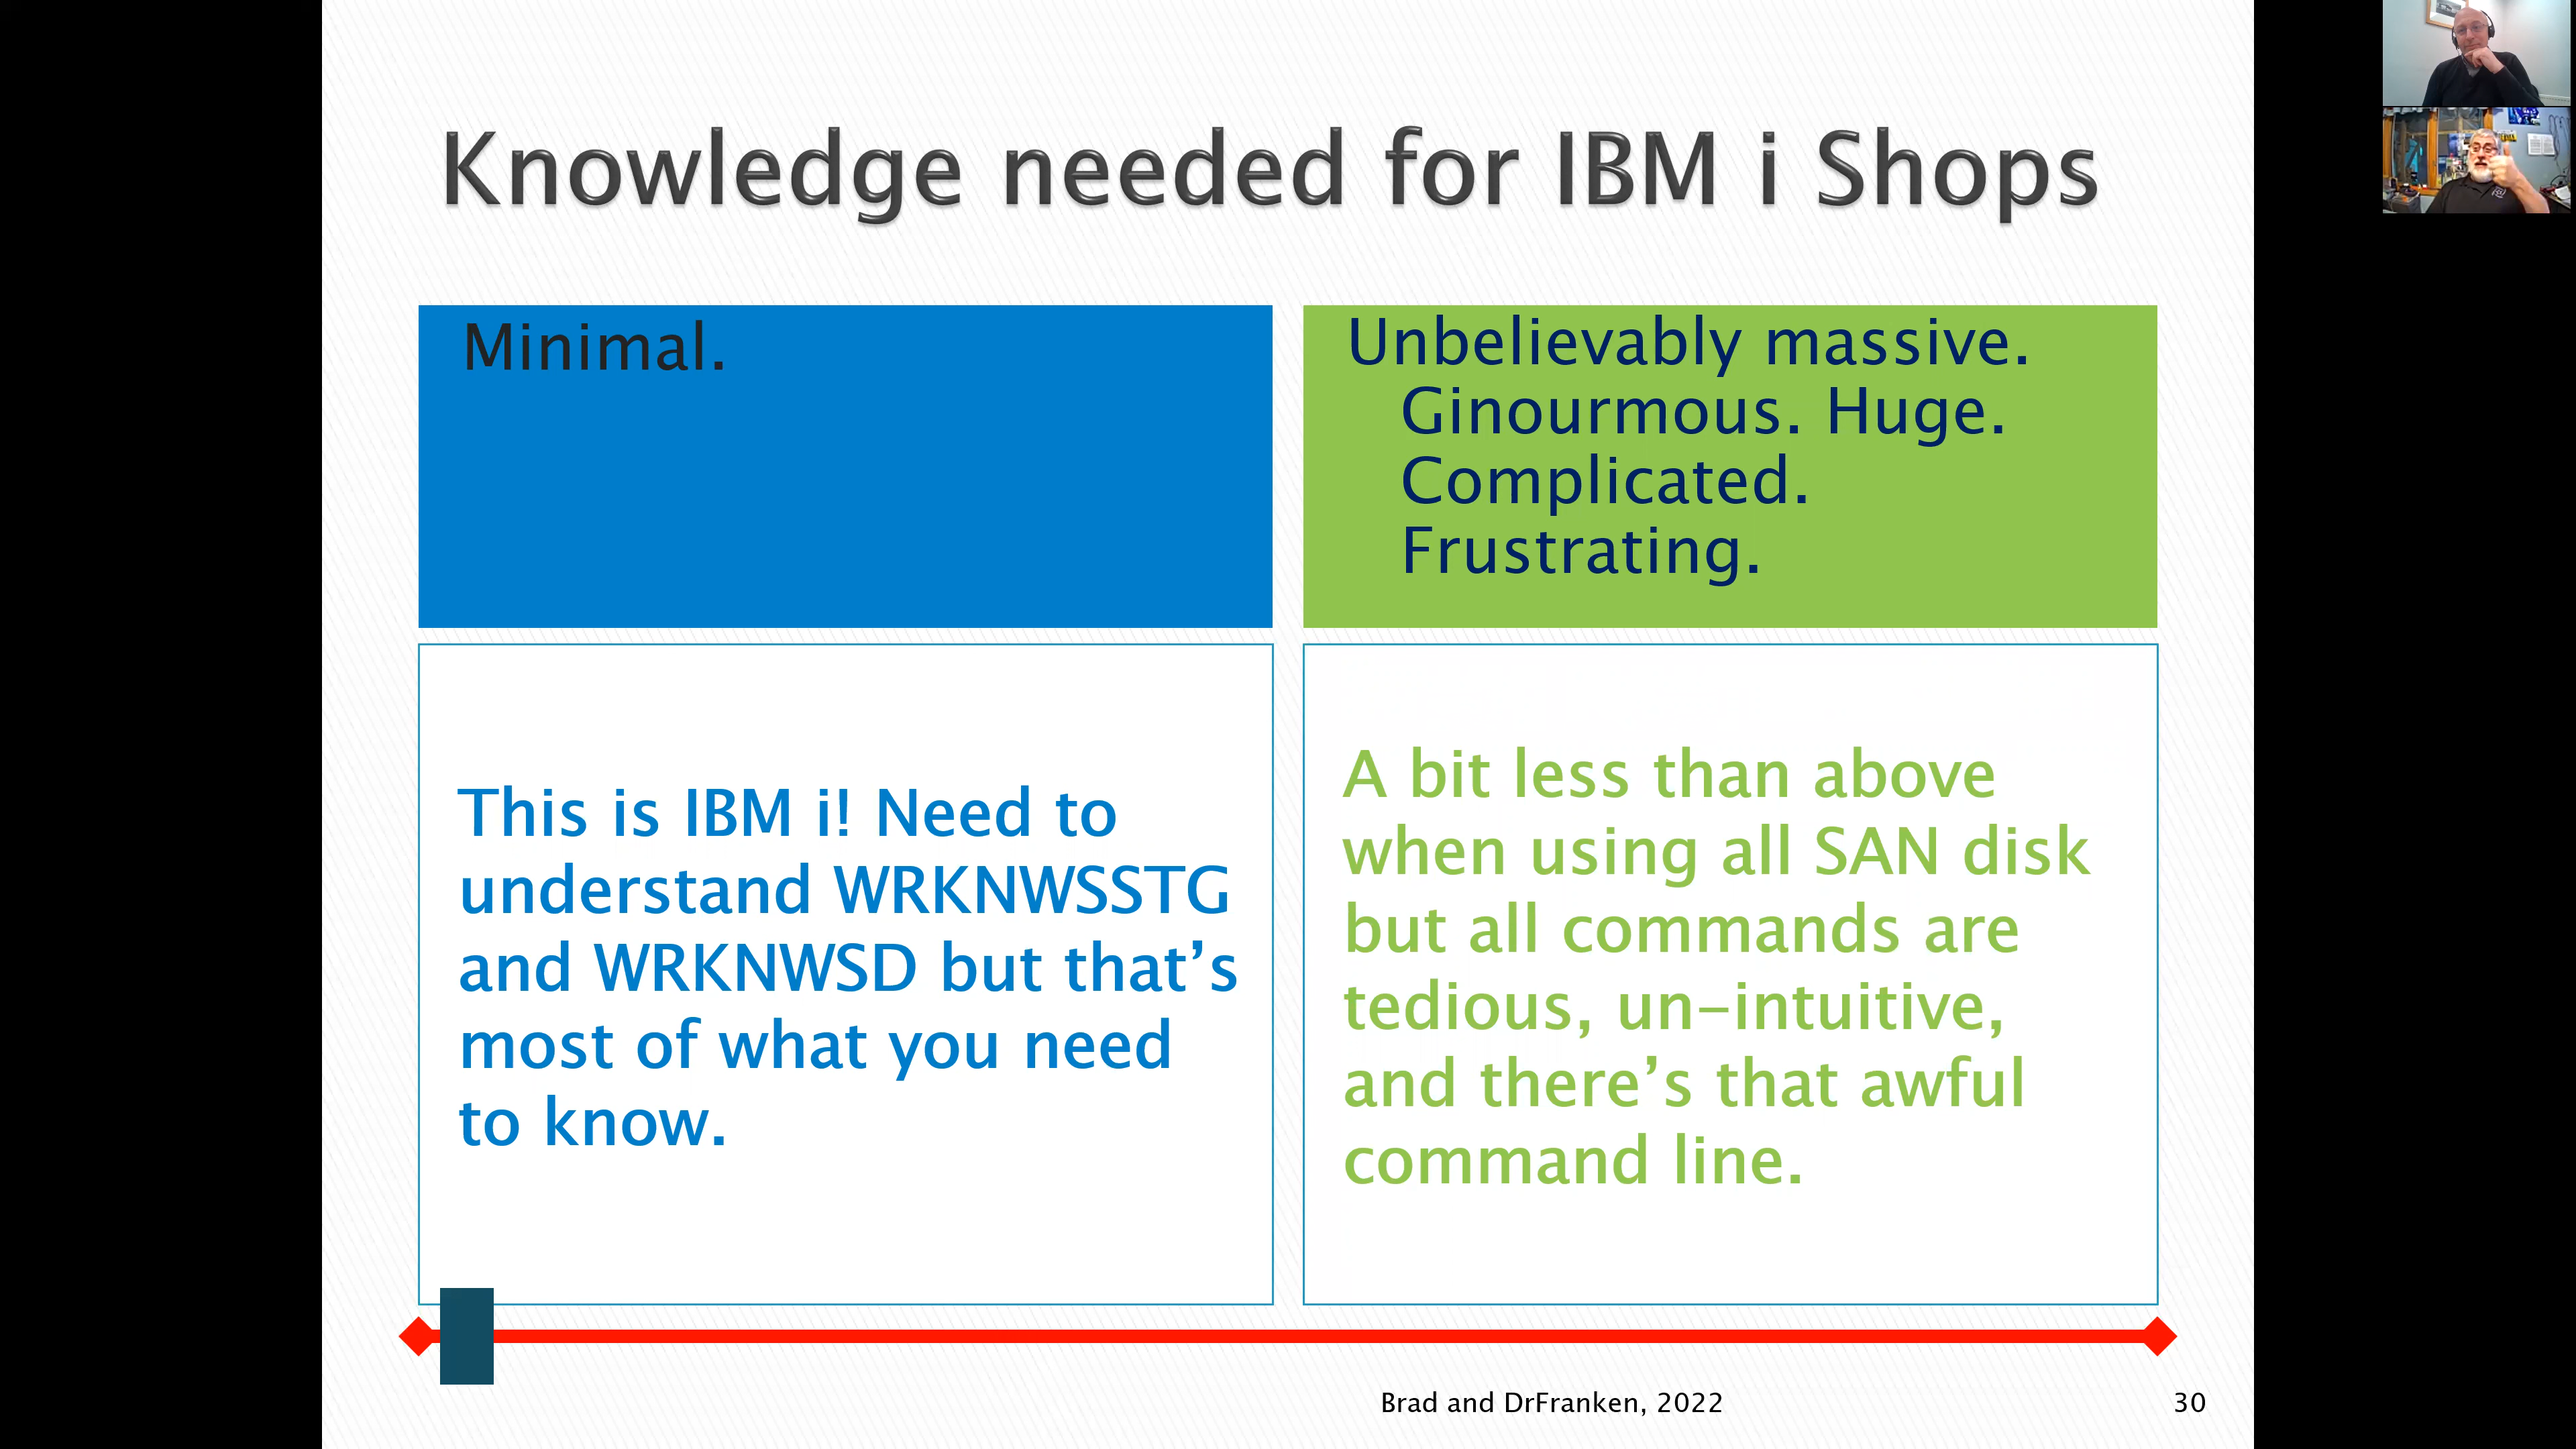 Knowledge needed for IBM i Shops
Minimal.
Unbelievably massive.
Ginourmous. Huge.
Complicated.
Frustrating.
This is IBM i! Need to
understand WRKNWSSTG
and WRKNWSD but that’s
most of what you need
to know.
A bit less than above
when using all SAN disk
but all commands are
tedious, un-intuitive,
and there’s that awful
command line.
Brad and DrFranken, 2022
30